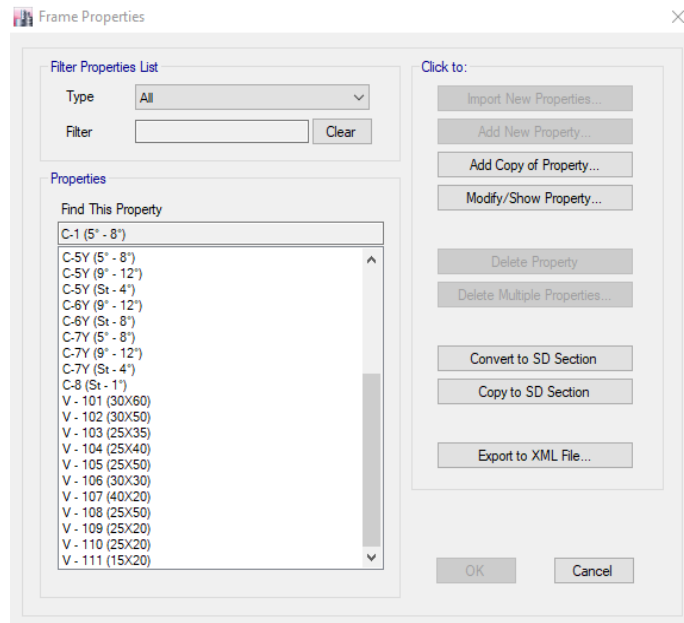 Frame Properties
Filter Properties List
Type
All
Filter
Clear
Properties
Find This Property
C-1 (5° - 8°)
C-5Y (5° - 8°)
C-5Y (9° - 12°)
C-5Y (St - 4°)
C-6Y (9° - 12°)
C-6Y (St - 8°)
C-7Y (5° - 8°)
C-7Y (9° - 12°)
C-7Y (St - 4°)
C-8 (St - 1°)
V - 101 (30X60)
V - 102 (30X50)
V - 103 (25X35)
V - 104 (25X40)
V - 105 (25X50)
V - 106 (30X30)
V - 107 (40X20)
V - 108 (25X50)
V - 109 (25X20)
V - 110 (25X20)
V - 111 (15X20)
Click to:
Import New Properties...
Add New Property...
Add Copy of Property...
Modify/Show Property...
Delete Property
Delete Multiple Properties...
Convert to SD Section
Copy to SD Section
Export to XML File...
OK
Cancel